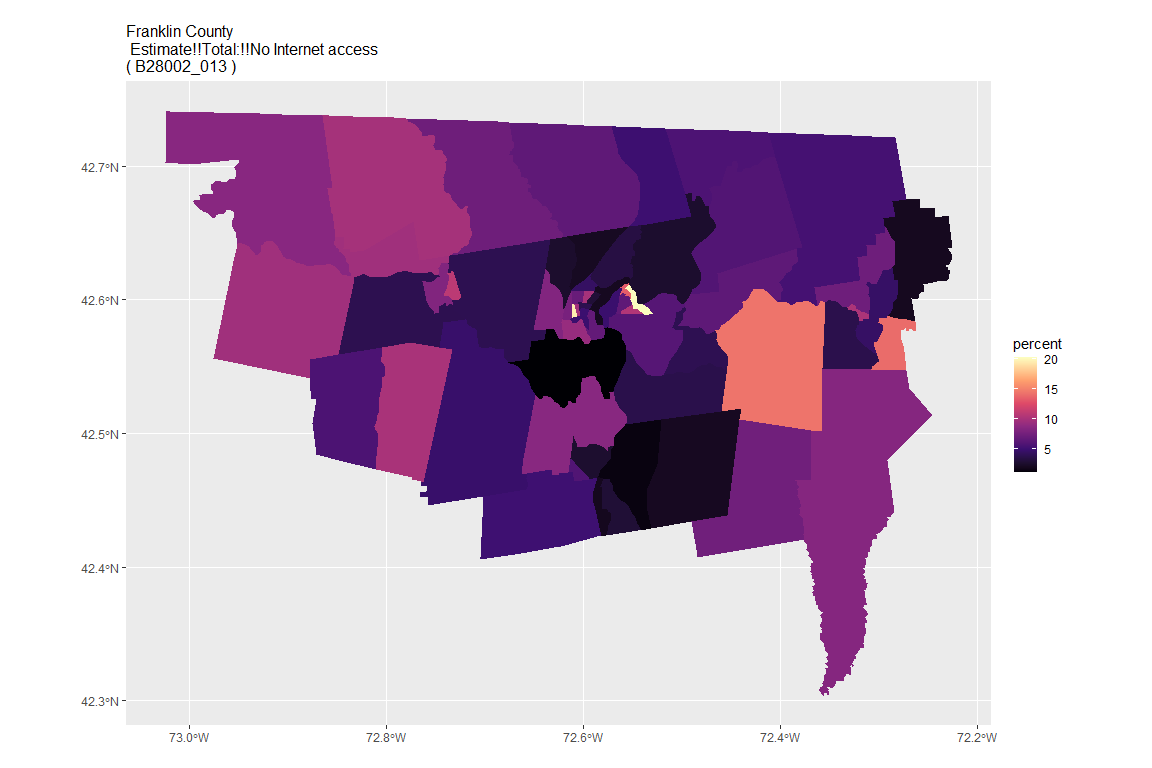 Franklin County
Estimate!!Total:!!No Internet access
( B28002_013 )
42.7°N
42.6°N
42.5°N
42.4°N
42.3°N
73.0°W
72.8°W
72.6°W
72.4°W
72.2°W
percent
20
15
10
5